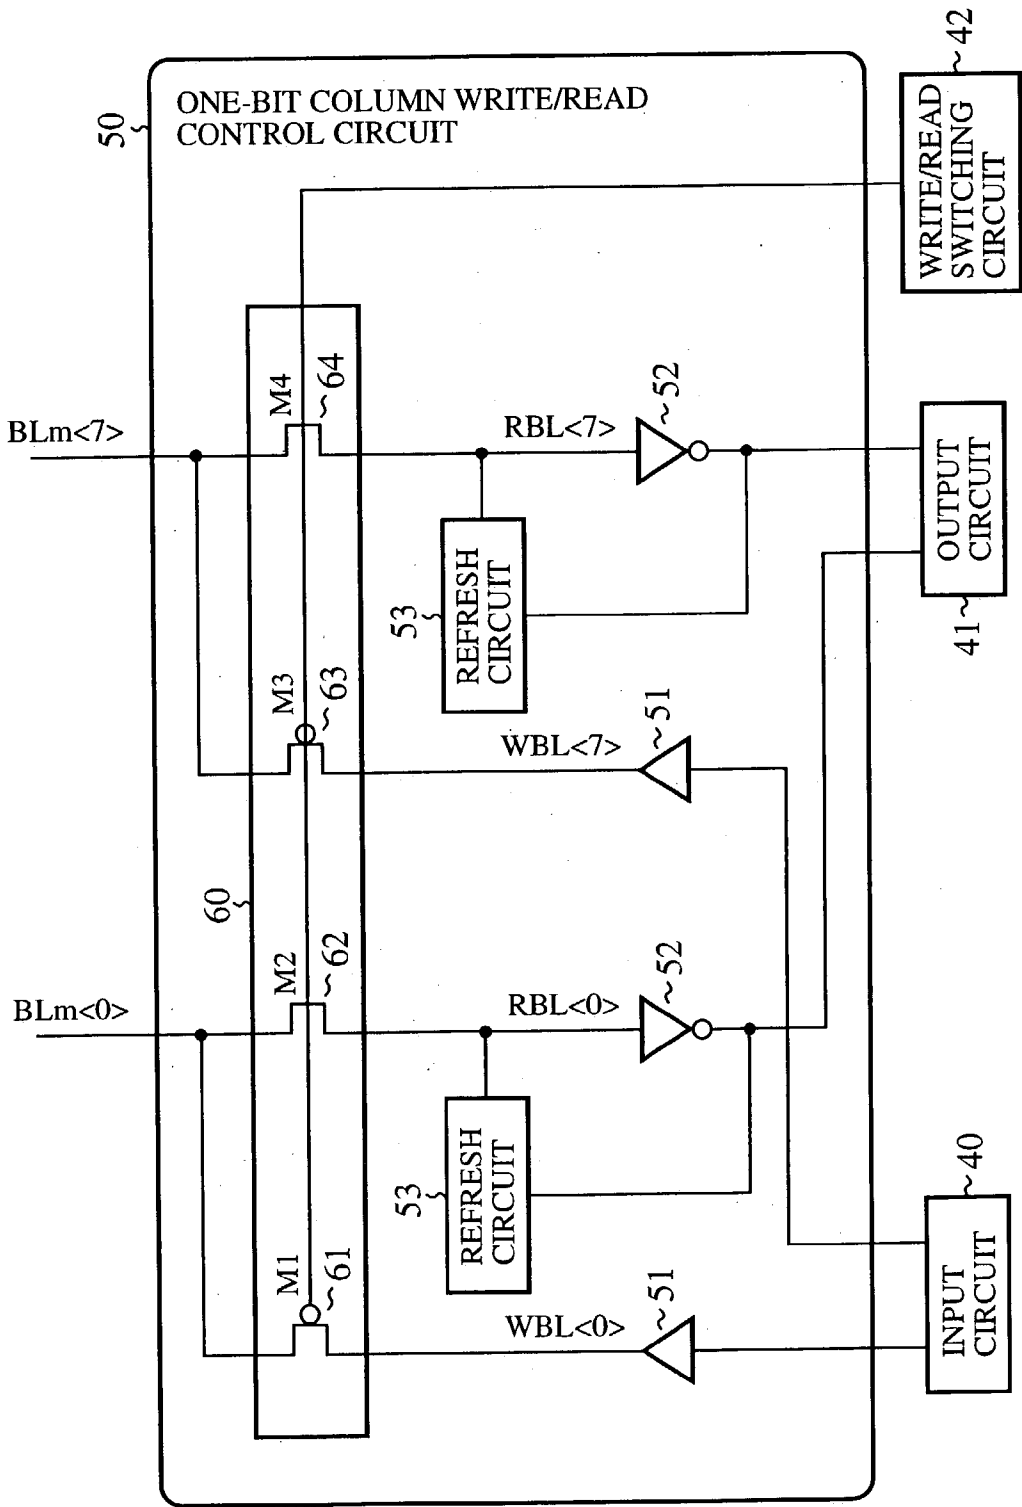 50
ONE-BIT COLUMN WRITE/READ
CONTROL CIRCUIT
42
WRITE/READ
SWITCHING
CIRCUIT
BLm<7>
M4
64
RBL<7>
52
53
REFRESH
CIRCUIT
OUTPUT
CIRCUIT
41
M3
63
WBL<7>
51
60
BLm<0>
M2
62
RBL<0>
52
53
REFRESH
CIRCUIT
40
INPUT
CIRCUIT
M1
61
WBL<0>
51